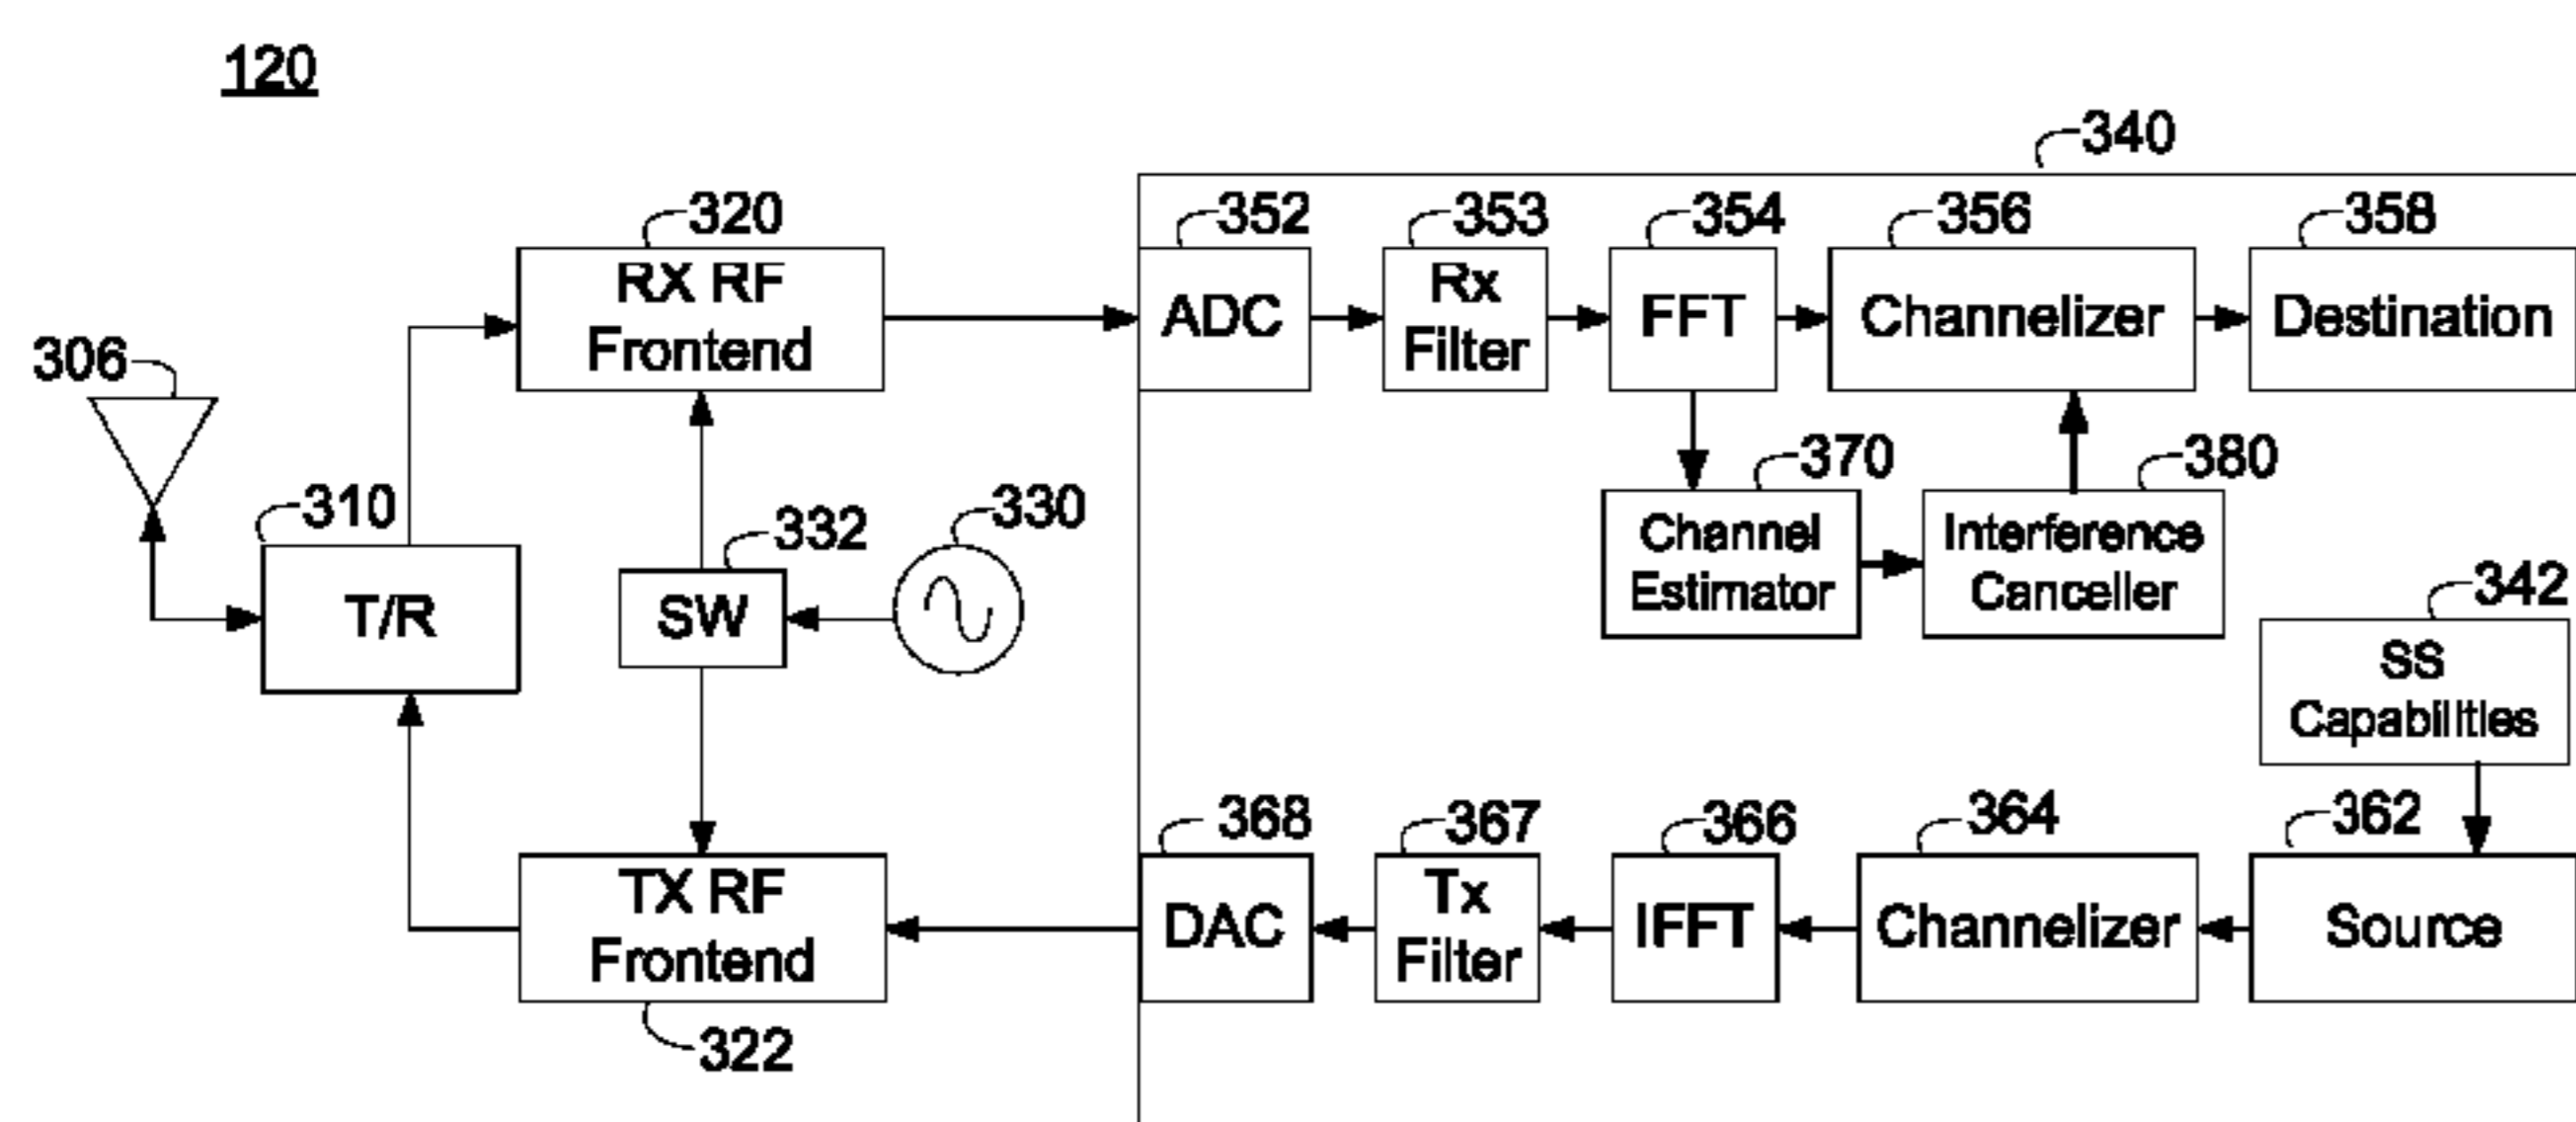 120
340
320
352
353
354
356
358
RX RF
Frontend
ADC
Rx
Filter
FFT
Channelizer
Destination
306
370
380
310
332
330
Channel
Estimator
Interference
Canceller
342
T/R
SW
SS
Capabilities
368
367
366
364
362
TX RF
Frontend
DAC
Tx
Filter
IFFT
Channelizer
Source
322